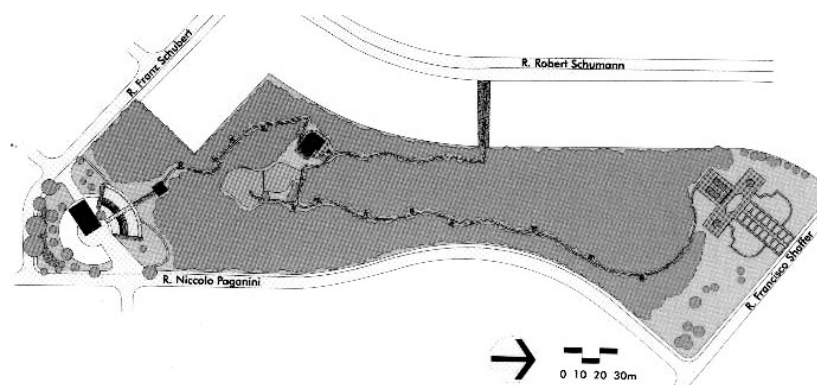 R. Franz Schubert
R. Robert Schumann
R. Niccolo Paganini
R. Francisco Shaffer
0 10 20 30m